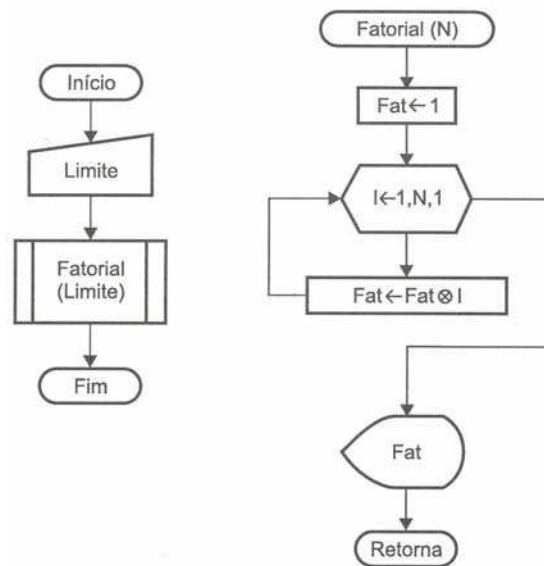 Início
Limite
Fatorial
(Limite)
Fim
Fatorial (N)
Fat←1
I←1,N,1
Fat←Fat⊗I
Fat
Retorna